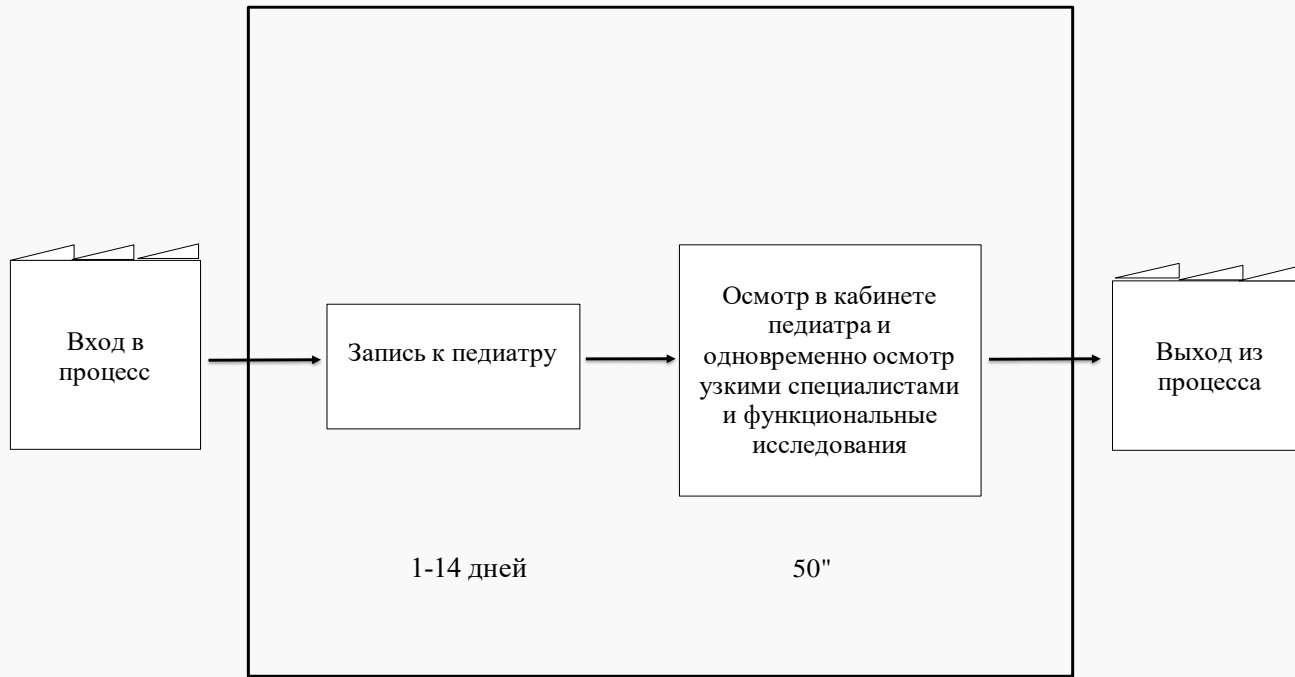 Вход в
процесс
Запись к педиатру
Осмотр в кабинете
педиатра и
одновременно осмотр
узкими специалистами
и функциональные
исследования
Выход из
процесса
1-14 дней
50"